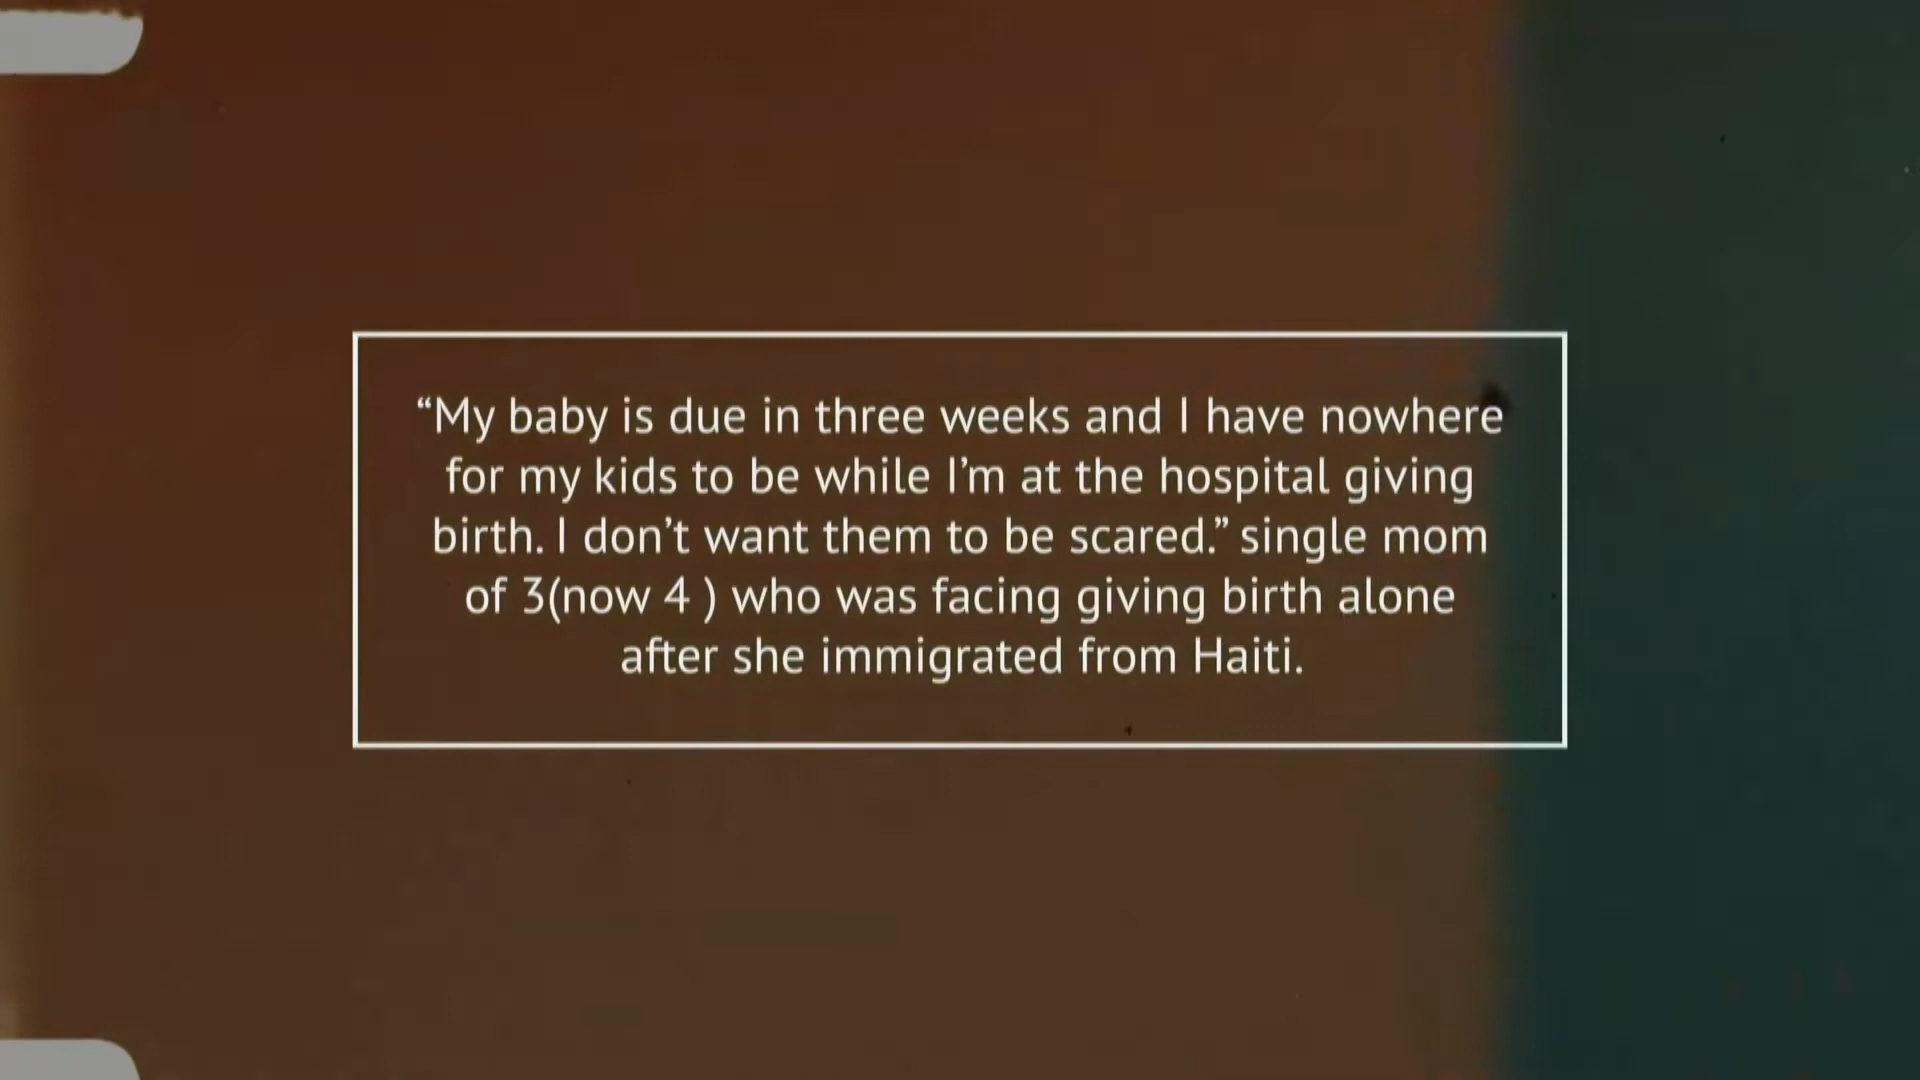 “My baby is due in three weeks and I have nowhere
for my kids to be while I’m at the hospital giving
birth. I don’t want them to be scared.” single mom
of 3(now 4 ) who was facing giving birth alone
after she immigrated from Haiti.